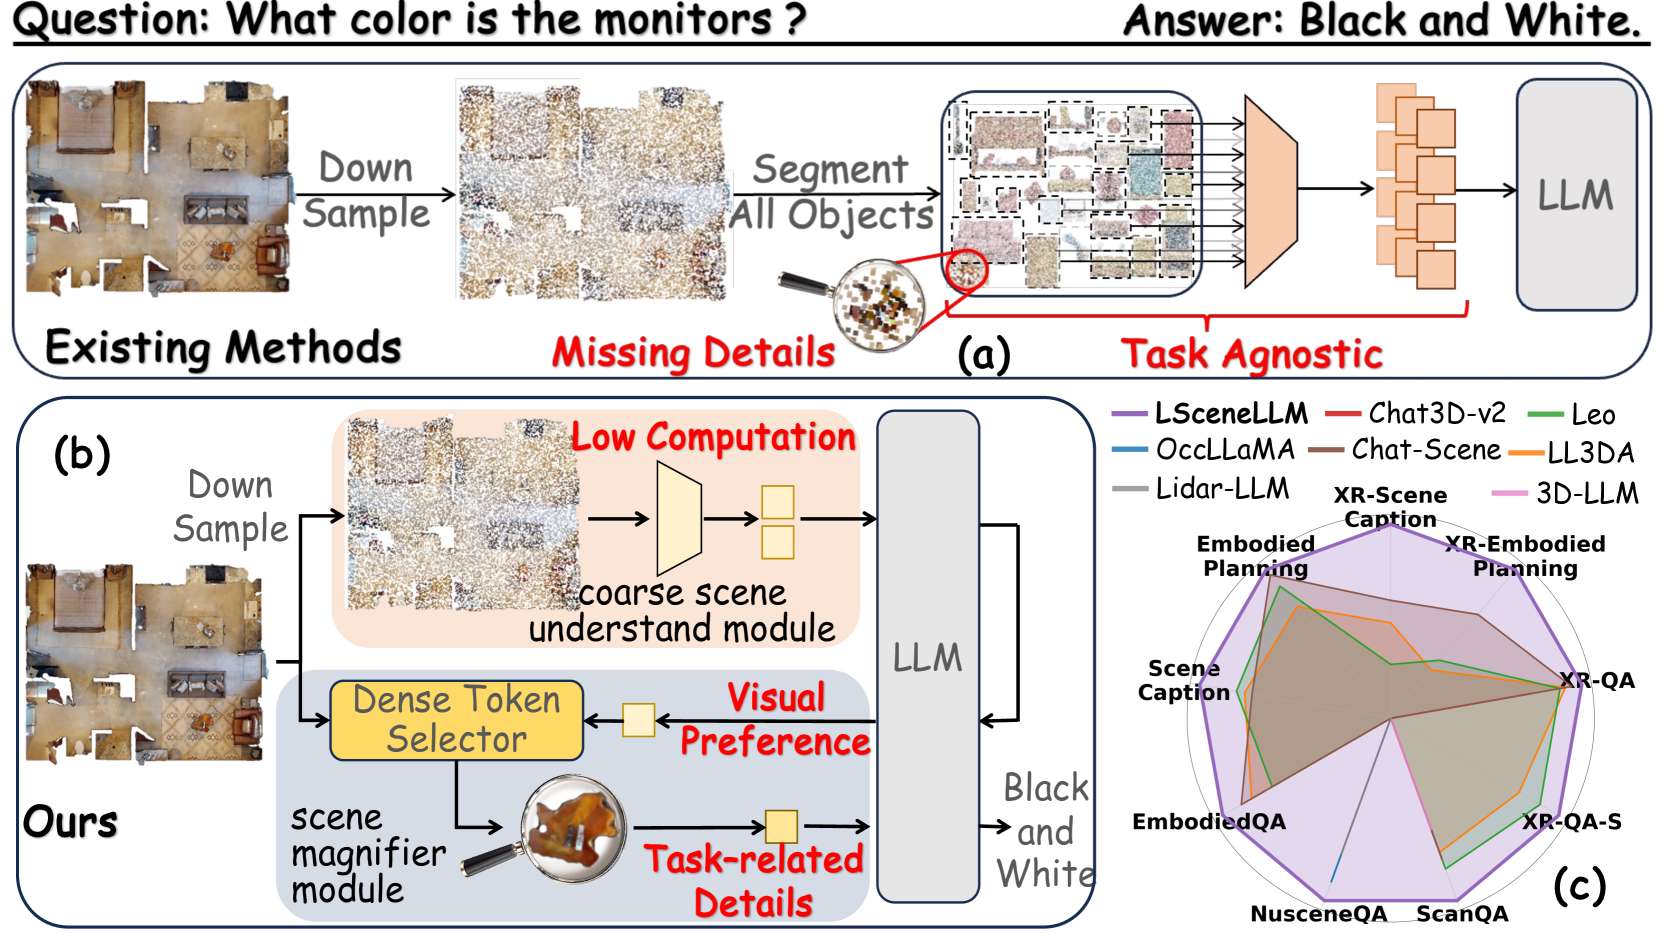 Question: What color is the monitors ?
Answer: Black and White.
Down
Sample
Segment
All Objects
LLM
Existing Methods
Missing Details
(a)
Task Agnostic
(b)
Down
Sample
Low Computation
coarse scene
understand module
LLM
Dense Token
Selector
Visual
Preference
Ours
scene
magnifier
module
Task-related
Details
Black
and
White
LSceneLLM
Chat3D-v2
Leo
OccLLaMA
Chat-Scene
LL3DA
Lidar-LLM
3D-LLM
XR-Scene
Caption
Embodied
Planning
XR-Embodied
Planning
Scene
Caption
XR-QA
EmbodiedQA
XR-QA-S
(c)
NusceneQA
ScanQA